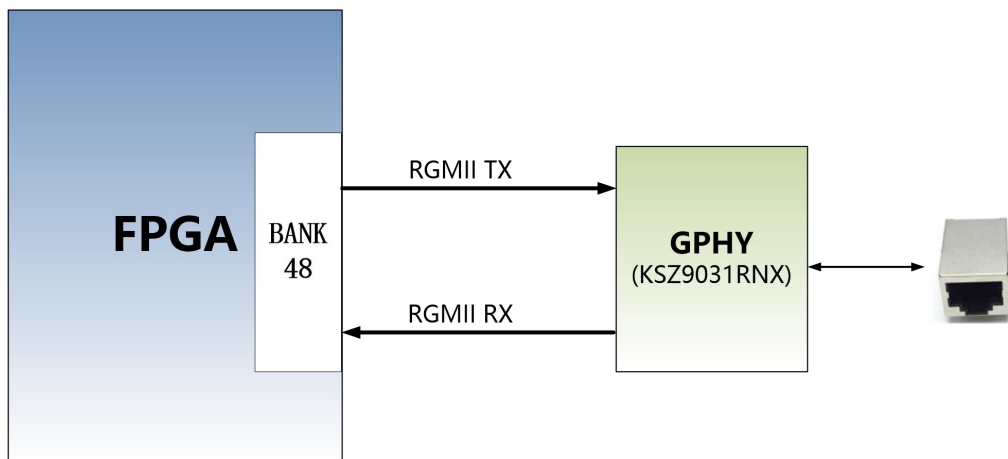 FPGA
BANK
48
RGMII TX
RGMII RX
GPHY
(KSZ9031RNX)